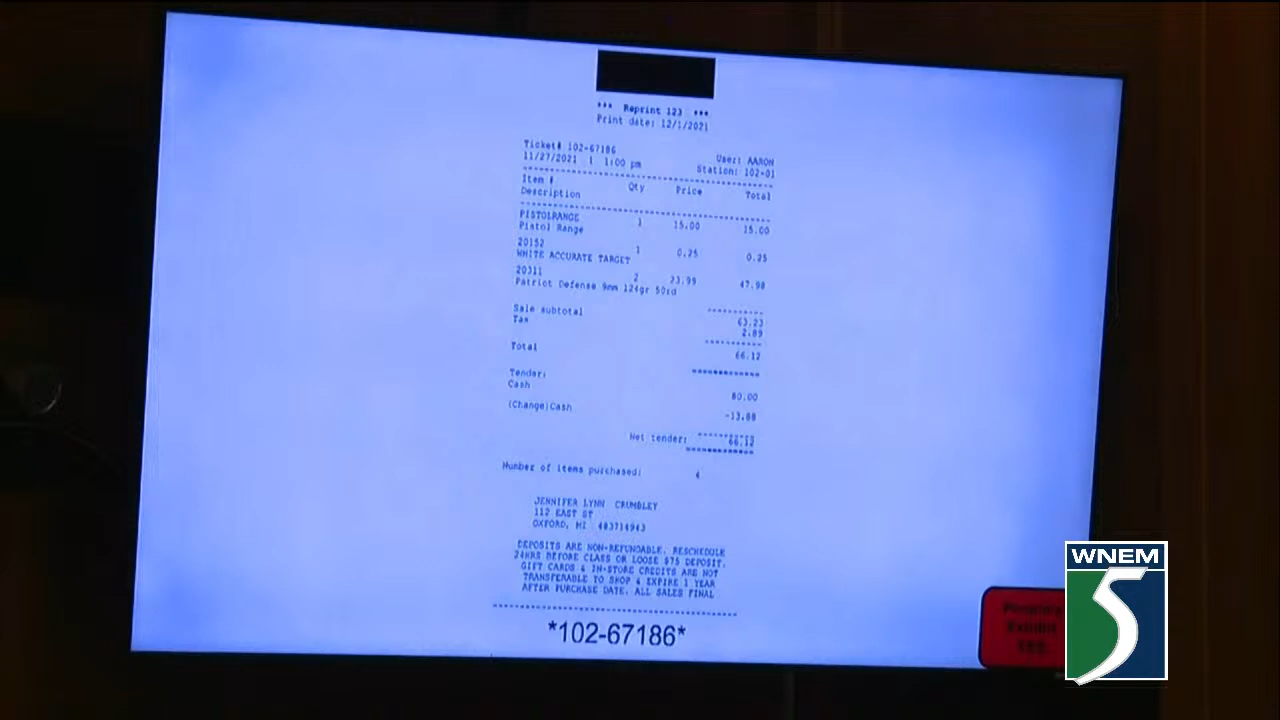 *** Reprint 123 ***
Print date: 12/1/2021
Ticket# 102-67186 User: AARON
11/27/2021 | 1:00 pm Station: 102-01
Item # Qty Price Total
Description
PISTOLRANGE 1 15.00 15.00
Pistol Range
20152 1 0.25 0.25
WHITE ACCURATE TARGET
20311 2 23.99 47.98
Patriot Defense 9mm 124gr 50rd
Sale subtotal 63.23
Tax 2.89
Total 66.12
Tender:
Cash 80.00
(Change)Cash -13.88
Net tender: 66.12
Number of items purchased: 4
JENNIFER LYNN CRUMBLEY
112 EAST ST
OXFORD, MI 483714943
DEPOSITS ARE NON-REFUNDABLE. RESCHEDULE
24HRS BEFORE CLASS OR LOOSE $75 DEPOSIT.
GIFT CARDS & IN-STORE CREDITS ARE NOT
TRANSFERABLE TO SHOP & EXPIRE 1 YEAR
AFTER PURCHASE DATE. ALL SALES FINAL
*102-67186*
People's
Exhibit
WNEM
5